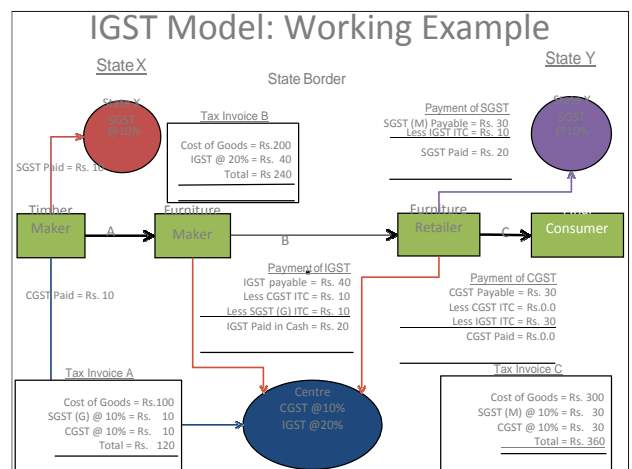 IGST Model: Working Example
State X
State Y
State Border
State X
SGST
@10%
State Y
SGST
@10%
Tax Invoice B
Cost of Goods = Rs.200
IGST @ 20% = Rs. 40
Total = Rs 240
Payment of SGST
SGST (M) Payable = Rs. 30
Less IGST ITC = Rs. 10
SGST Paid = Rs. 20
SGST Paid = Rs. 10
Timber
Maker
A
Furniture
Maker
B
Furniture
Retailer
C
Final
Consumer
CGST Paid = Rs. 10
Payment of IGST
IGST payable = Rs. 40
Less CGST ITC = Rs. 10
Less SGST (G) ITC = Rs. 10
IGST Paid in Cash = Rs. 20
Payment of CGST
CGST Payable = Rs. 30
Less CGST ITC = Rs.0.0
Less IGST ITC = Rs. 30
CGST Paid = Rs.0.0
Tax Invoice A
Cost of Goods = Rs.100
SGST (G) @ 10% = Rs. 10
CGST @ 10% = Rs. 10
Total = Rs. 120
Centre
CGST @10%
IGST @20%
Tax Invoice C
Cost of Goods = Rs. 300
SGST (M) @ 10% = Rs. 30
CGST @ 10% = Rs. 30
Total = Rs. 360